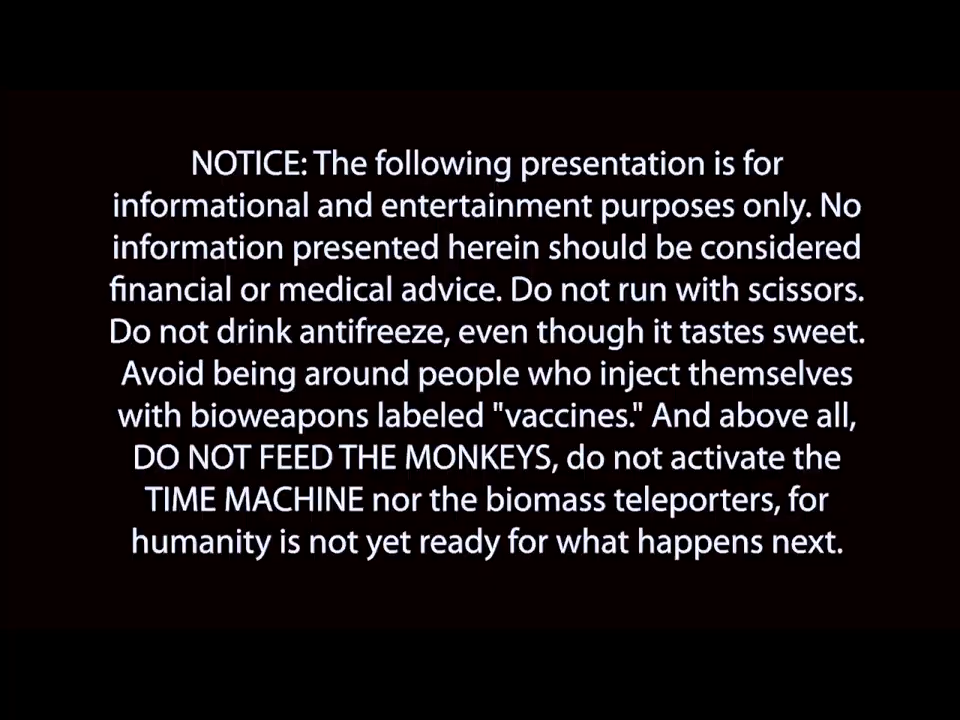 NOTICE: The following presentation is for
informational and entertainment purposes only. No
information presented herein should be considered
financial or medical advice. Do not run with scissors.
Do not drink antifreeze, even though it tastes sweet.
Avoid being around people who inject themselves
with bioweapons labeled "vaccines." And above all,
DO NOT FEED THE MONKEYS, do not activate the
TIME MACHINE nor the biomass teleporters, for
humanity is not yet ready for what happens next.